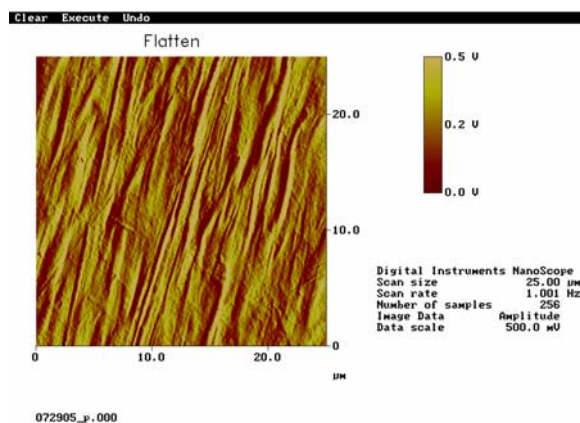 Clear Execute Undo
Flatten
0.5 V
0.2 V
0.0 V
20.0
10.0
0
0 10.0 20.0
µm
Digital Instruments NanoScope
Scan size 25.00 µm
Scan rate 1.001 Hz
Number of samples 256
Image Data Amplitude
Data scale 500.0 mV
072905_p.000